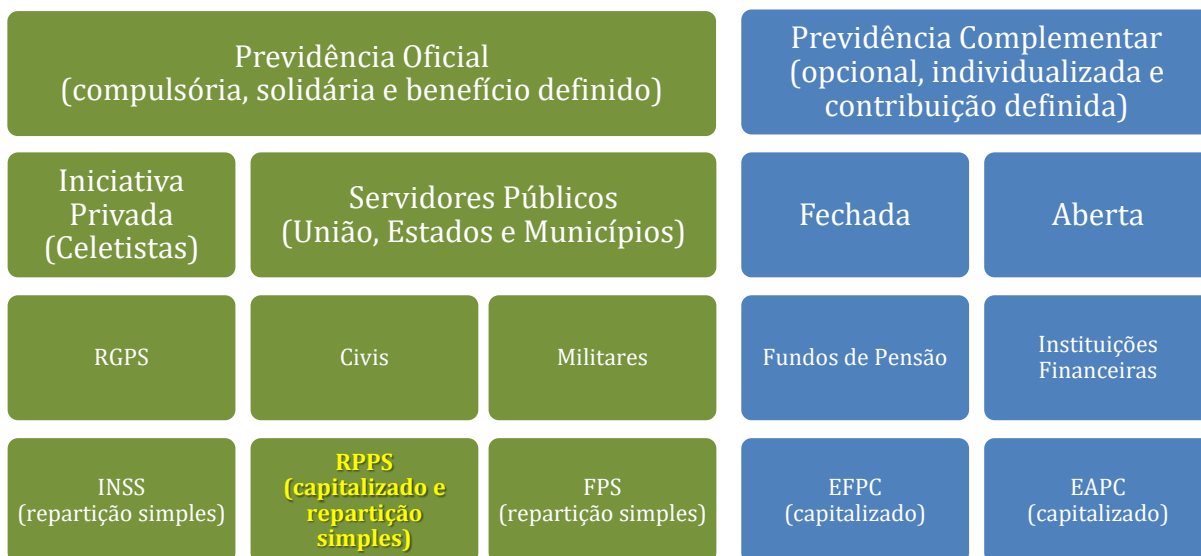 Previdência Oficial
(compulsória, solidária e benefício definido)
Previdência Complementar
(opcional, individualizada e
contribuição definida)
Iniciativa
Privada
(Celetistas)
Servidores Públicos
(União, Estados e Municípios)
Fechada
Aberta
RGPS
Civis
Militares
Fundos de Pensão
Instituições
Financeiras
INSS
(repartição simples)
RPPS
(capitalizado e
repartição
simples)
FPS
(repartição simples)
EFPC
(capitalizado)
EAPC
(capitalizado)